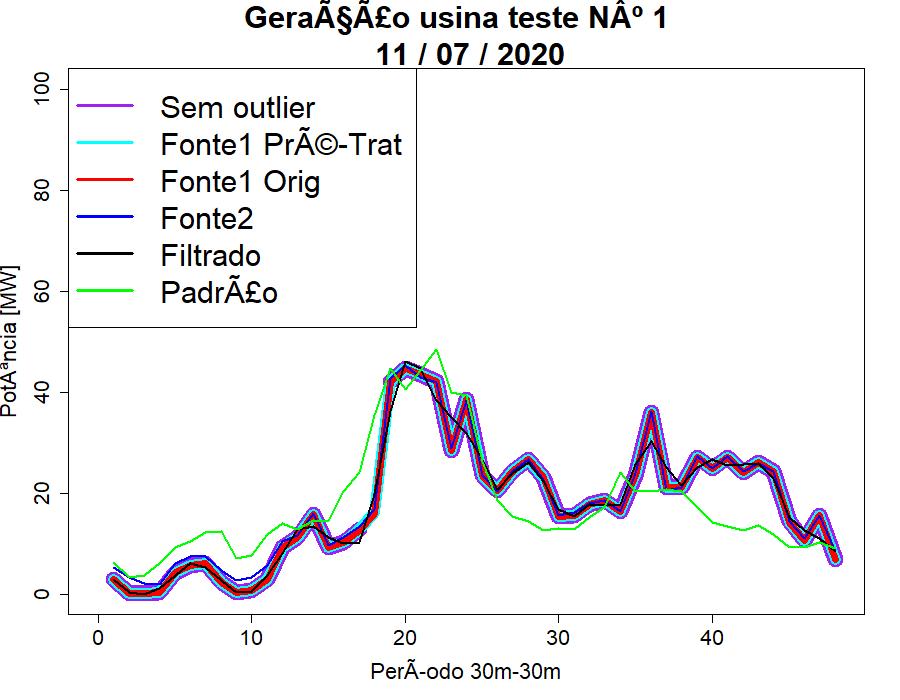 GeraÃ§Ã£o usina teste NÂº 1
11 / 07 / 2020
Sem outlier
Fonte1 PrÃ©-Trat
Fonte1 Orig
Fonte2
Filtrado
PadrÃ£o
PotÃªncia [MW]
100
80
60
40
20
0
0 10 20 30 40
PerÃ­-odo 30m-30m